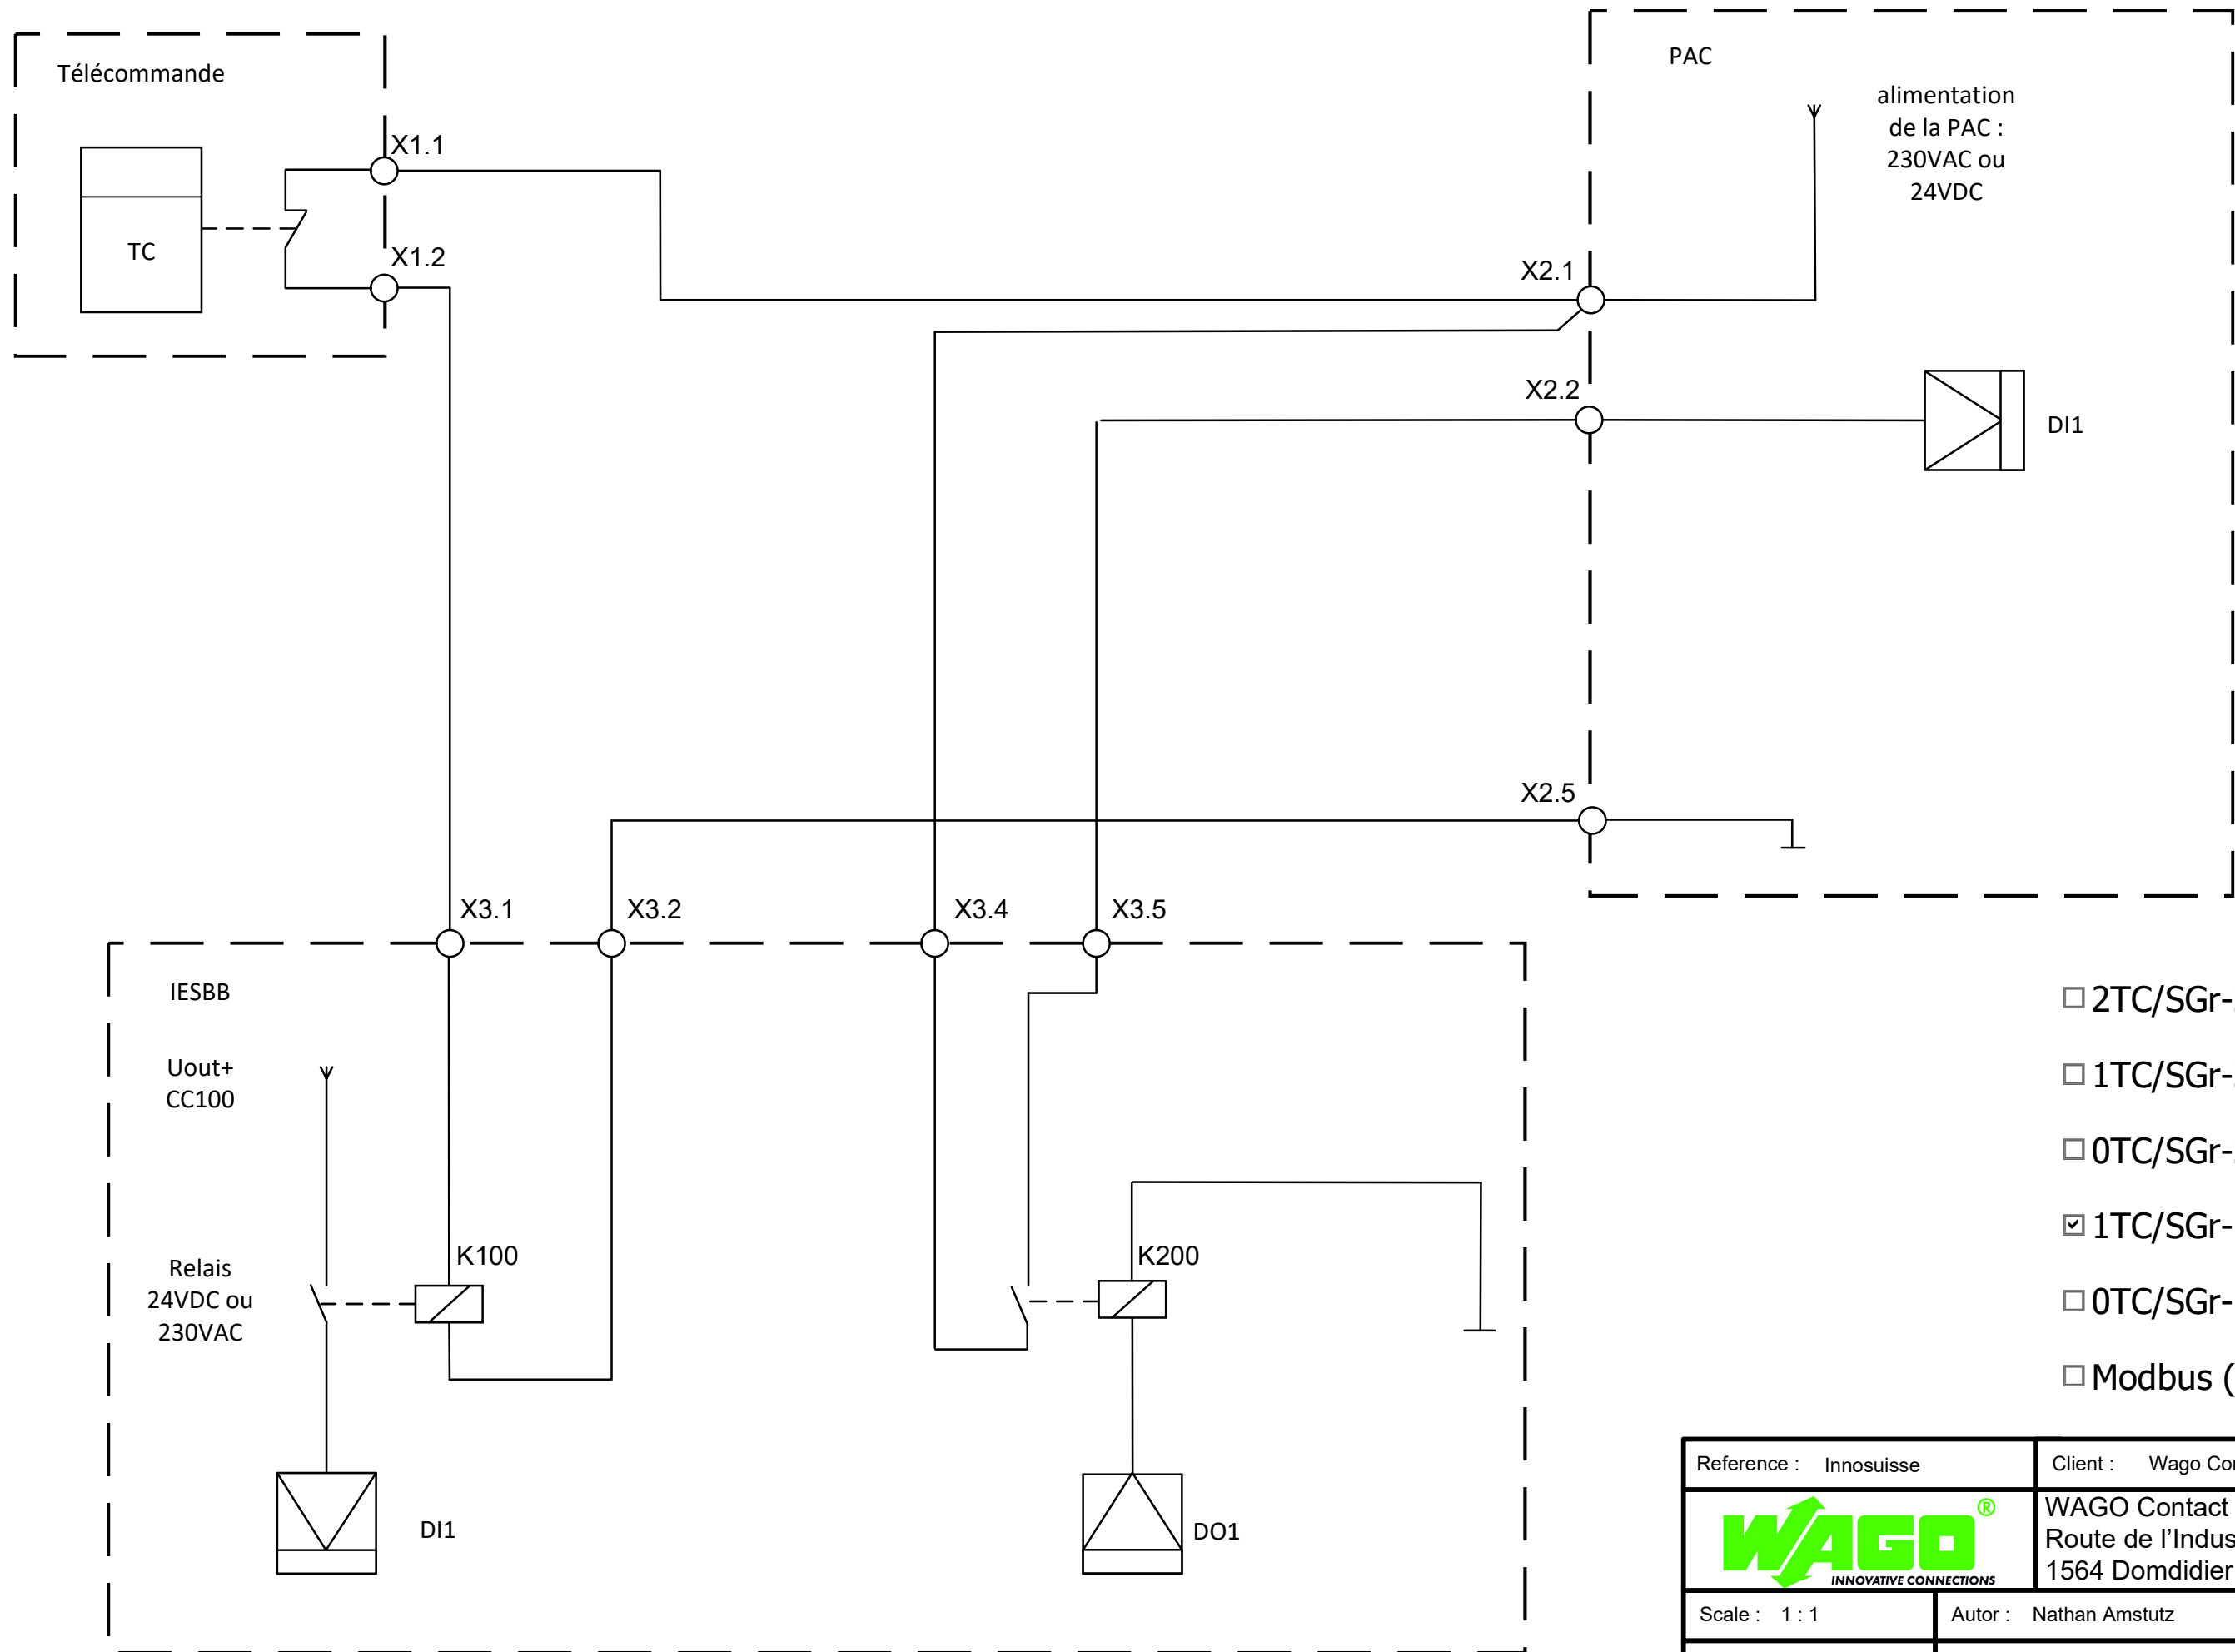 Télécommande
TC
X1.1
X1.2
PAC
alimentation
de la PAC :
230VAC ou
24VDC
X2.1
X2.2
DI1
X2.5
X3.1
X3.2
X3.4
X3.5
IESBB
Uout+
CC100
Relais
24VDC ou
230VAC
K100
K200
DI1
DO1
2TC/SGr-
1TC/SGr-
0TC/SGr-
1TC/SGr-
0TC/SGr-
Modbus (
Reference : Innosuisse
Client : Wago
WAGO®
INNOVATIVE CONNECTIONS
WAGO Contact
Route de l'Indus
1564 Domdidier
Scale : 1 : 1
Autor : Nathan Amstutz